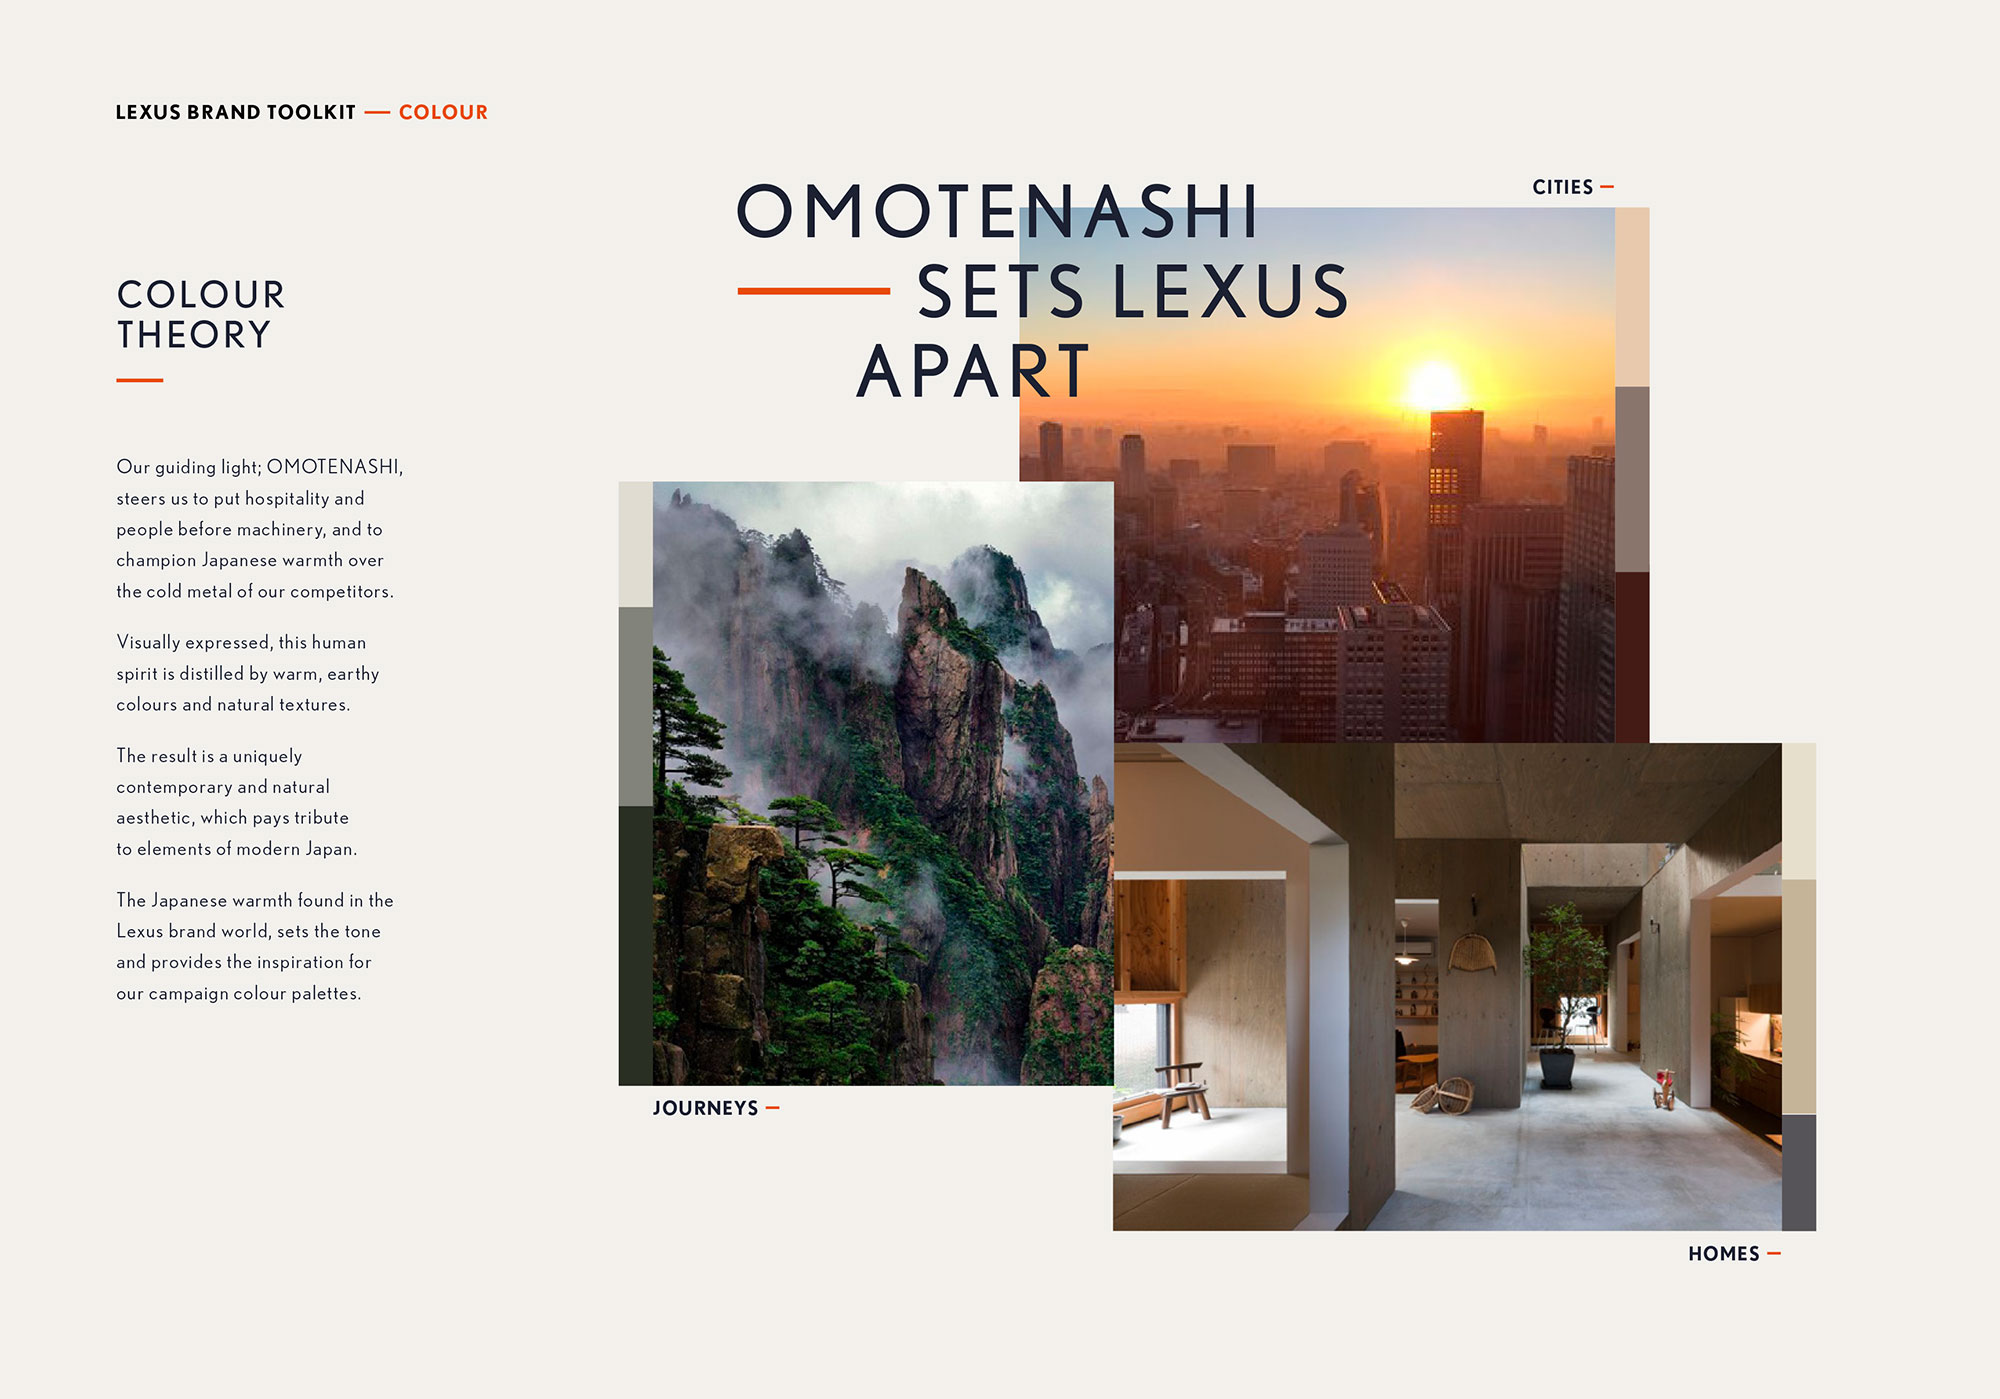 LEXUS BRAND TOOLKIT — COLOUR
COLOUR
THEORY
Our guiding light; OMOTENASHI,
steers us to put hospitality and
people before machinery, and to
champion Japanese warmth over
the cold metal of our competitors.
Visually expressed, this human
spirit is distilled by warm, earthy
colours and natural textures.
The result is a uniquely
contemporary and natural
aesthetic, which pays tribute
to elements of modern Japan.
The Japanese warmth found in the
Lexus brand world, sets the tone
and provides the inspiration for
our campaign colour palettes.
OMOTENASHI
— SETS LEXUS
APART
CITIES —
JOURNEYS —
HOMES —